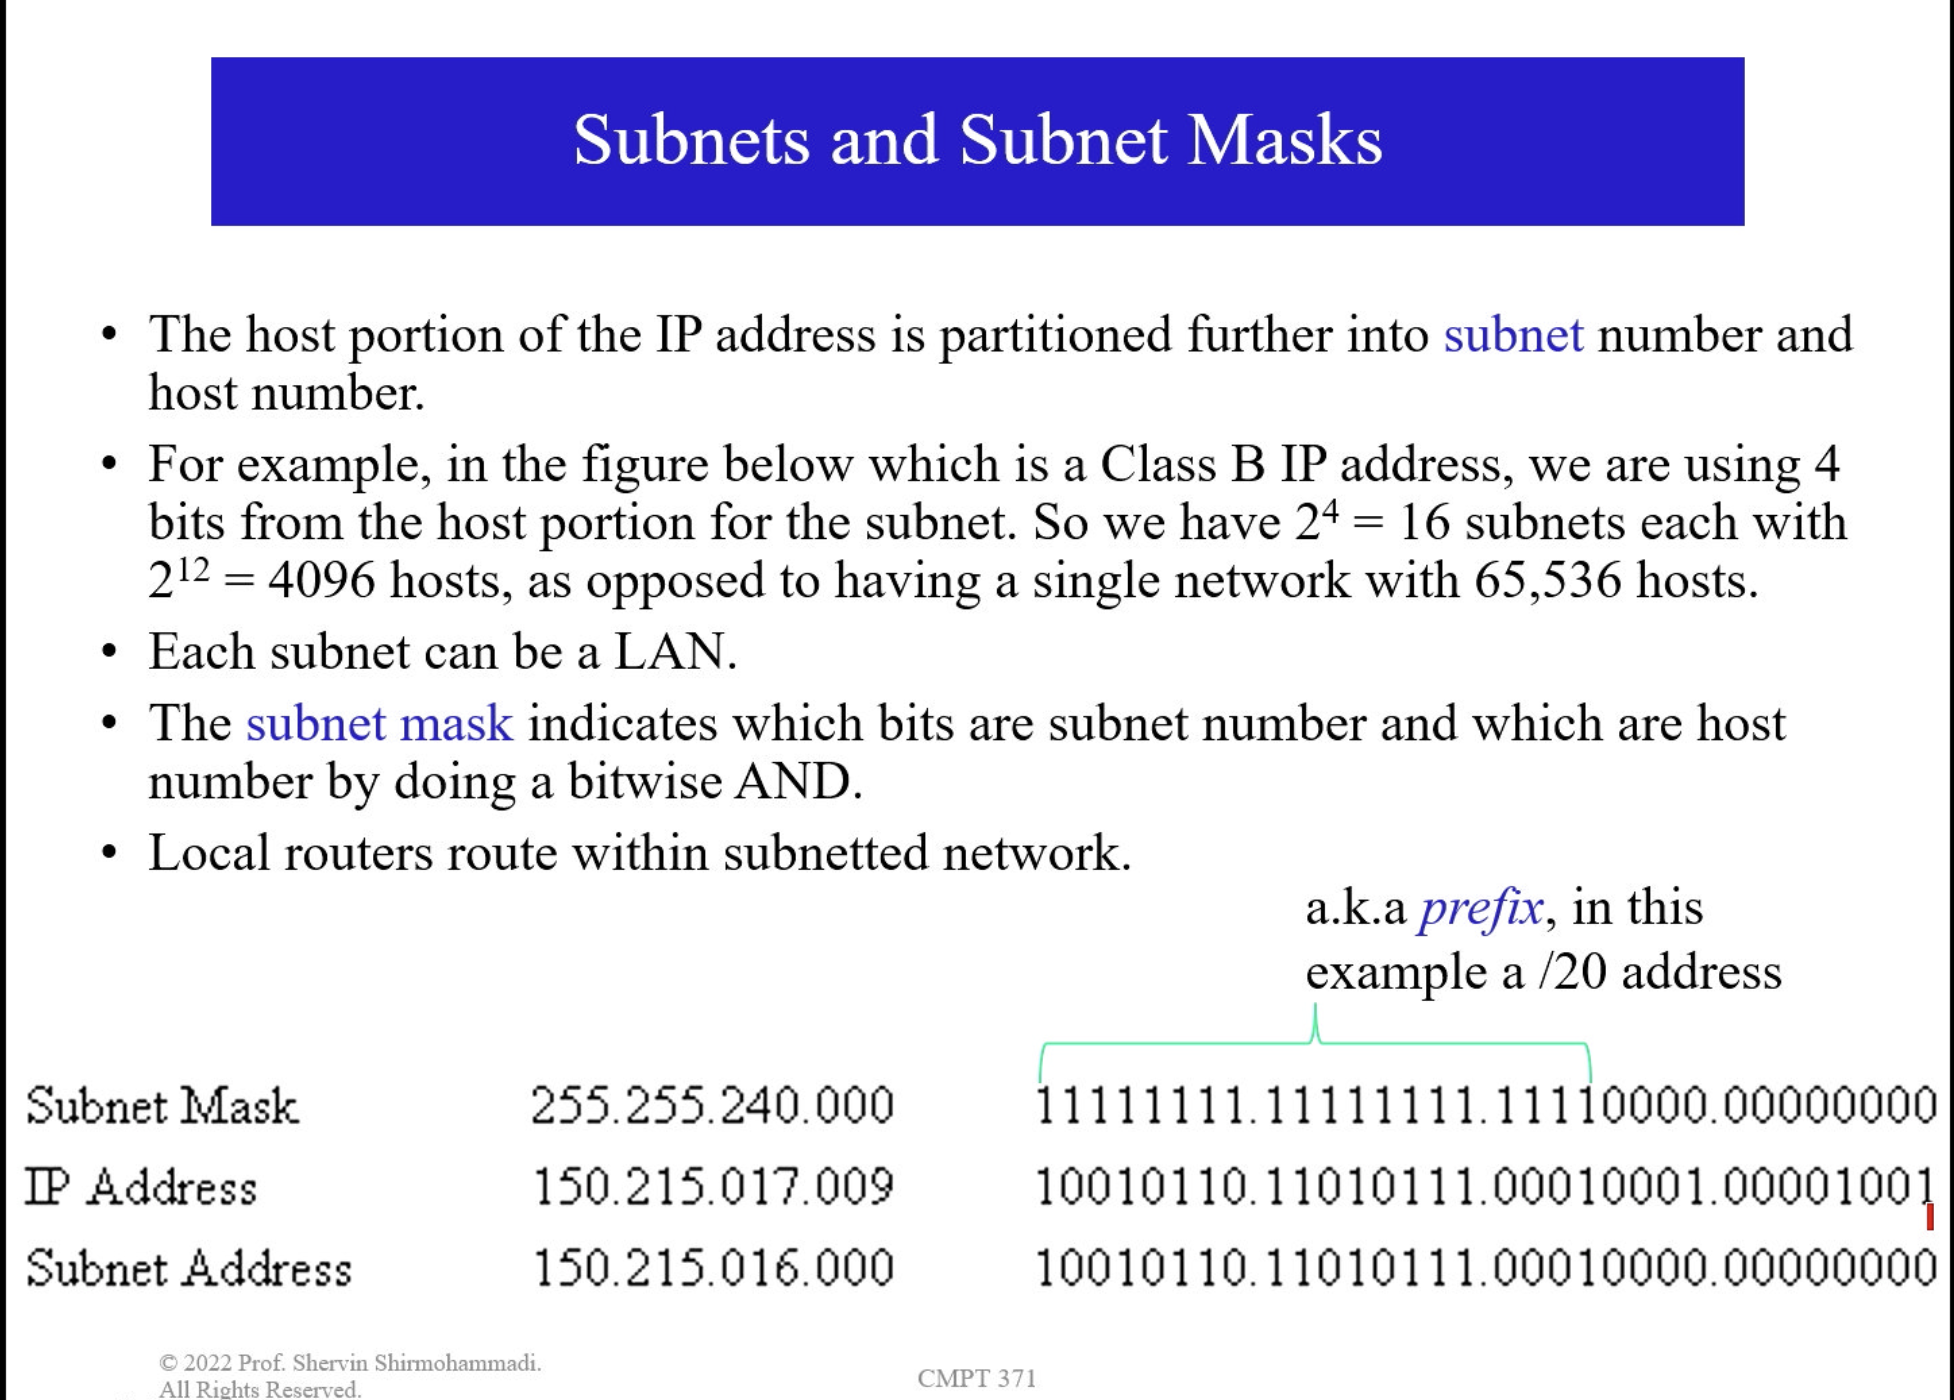 Subnets and Subnet Masks
• The host portion of the IP address is partitioned further into subnet number and
host number.
• For example, in the figure below which is a Class B IP address, we are using 4
bits from the host portion for the subnet. So we have 2⁴ = 16 subnets each with
2¹² = 4096 hosts, as opposed to having a single network with 65,536 hosts.
• Each subnet can be a LAN.
• The subnet mask indicates which bits are subnet number and which are host
number by doing a bitwise AND.
• Local routers route within subnetted network.
a.k.a prefix, in this
example a /20 address
Subnet Mask 255.255.240.000 11111111.11111111.11110000.00000000
IP Address 150.215.017.009 10010110.11010111.00010001.00001001
Subnet Address 150.215.016.000 10010110.11010111.00010000.00000000
© 2022 Prof. Shervin Shirmohammadi.
All Rights Reserved.
CMPT 371